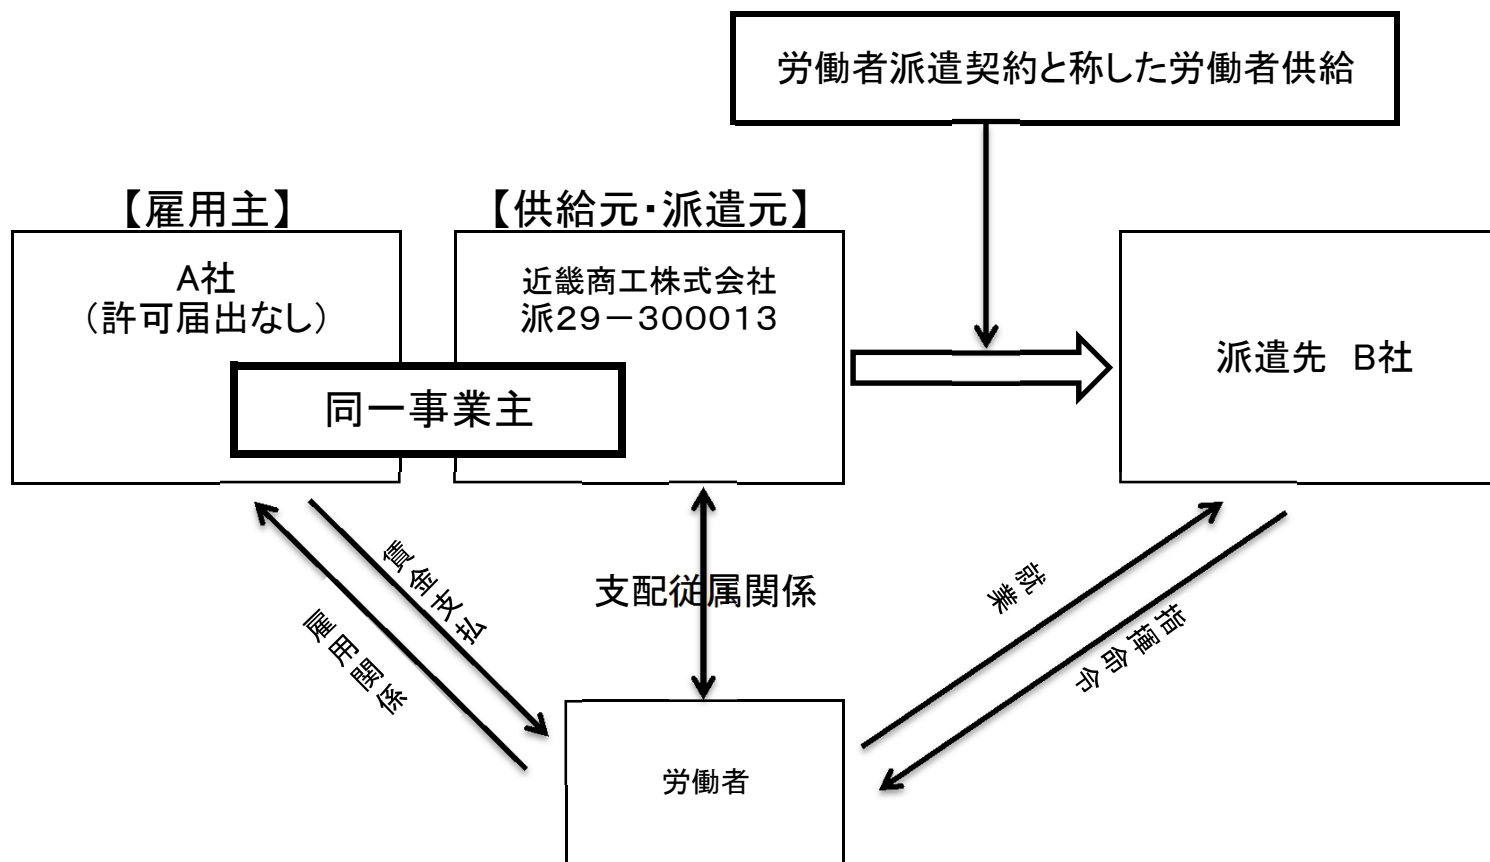 労働者派遣契約と称した労働者供給
【雇用主】
【供給元・派遣元】
A社
（許可届出なし）
近畿商工株式会社
派29－300013
同一事業主
派遣先　B社
賃金支払
雇用関係
支配従属関係
就業
指揮命令
労働者